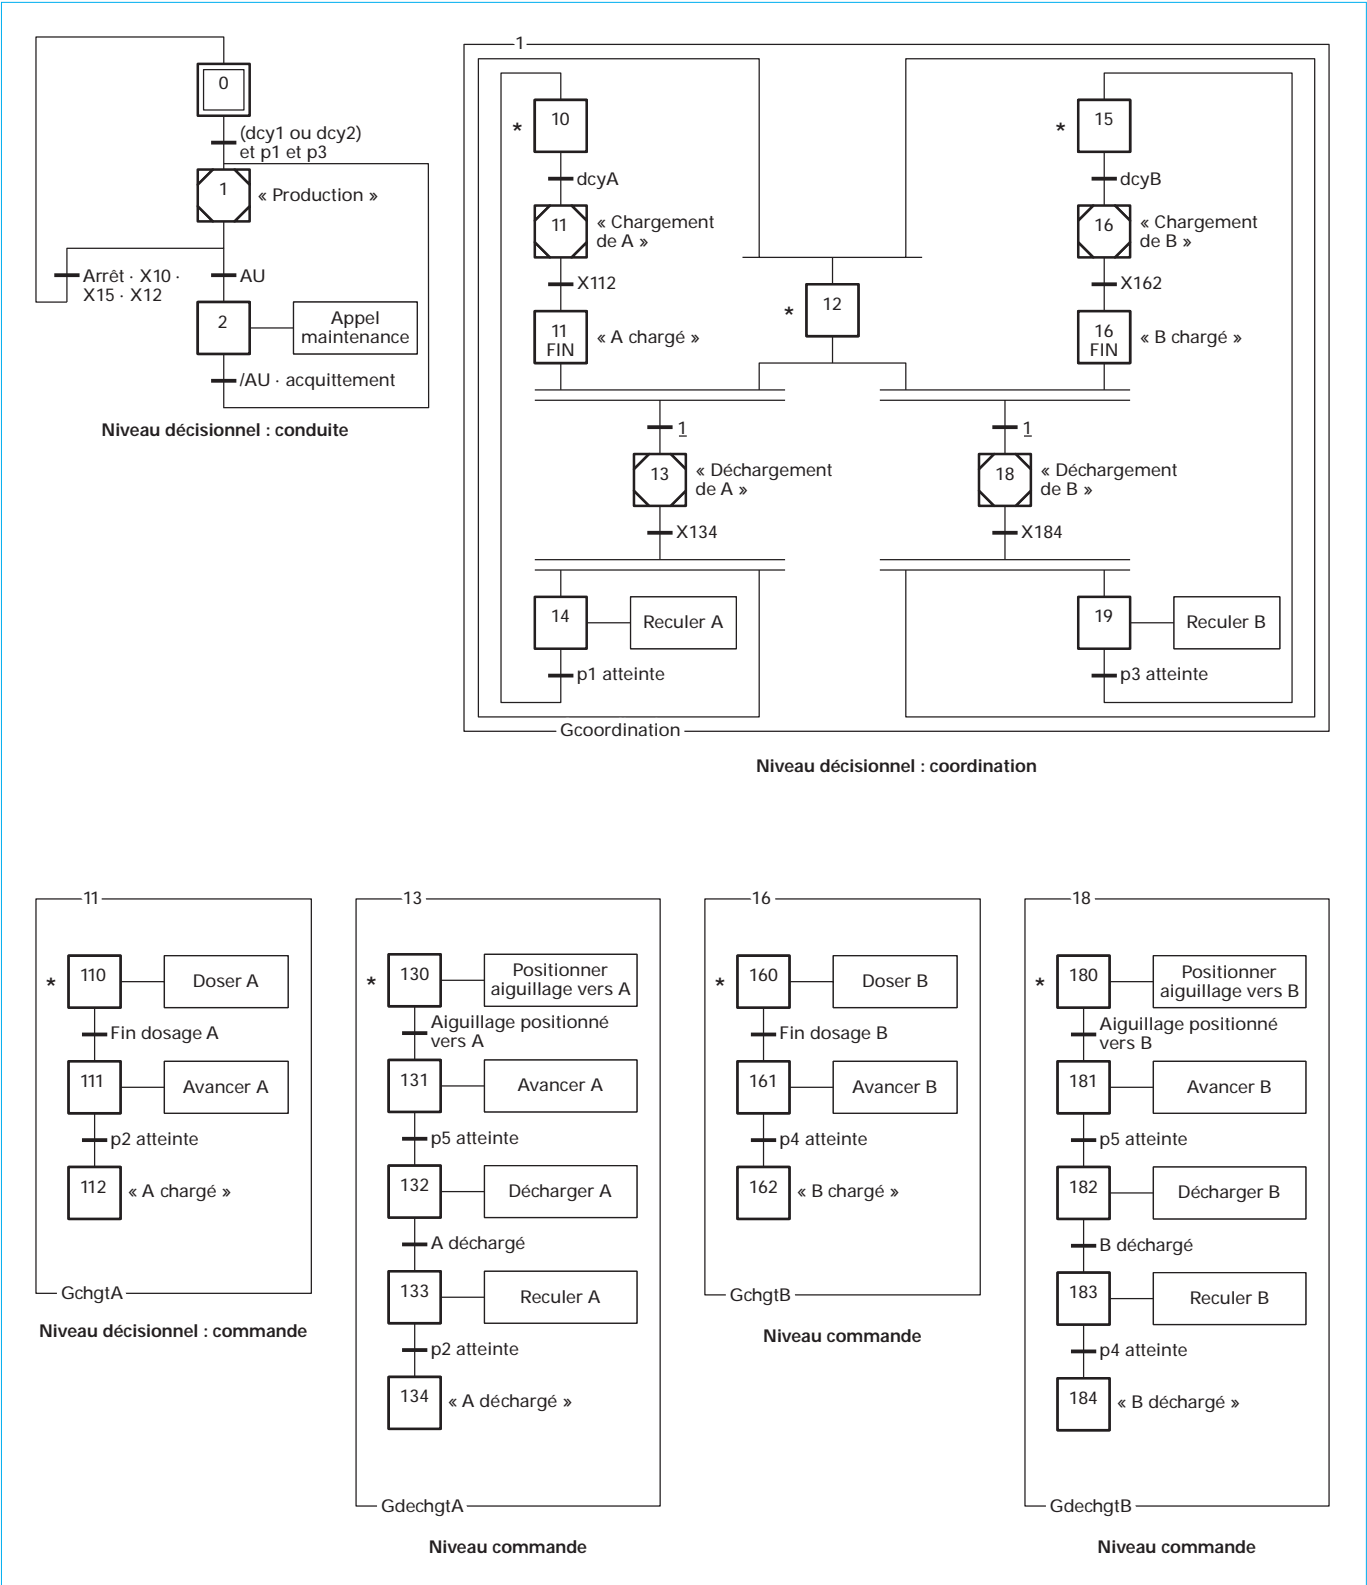 0
(dcy1 ou dcy2)
et p1 et p3
1
« Production »
Arrêt · X10 ·
X15 · X12
AU
2
Appel
maintenance
/AU · acquittement
Niveau décisionnel : conduite
1
*
10
dcyA
11
« Chargement
de A »
X112
11
FIN
« A chargé »
*
12
*
15
dcyB
16
« Chargement
de B »
X162
16
FIN
« B chargé »
1
13
« Déchargement
de A »
X134
14
Reculer A
p1 atteinte
1
18
« Déchargement
de B »
X184
19
Reculer B
p3 atteinte
Gcoordination
Niveau décisionnel : coordination
11
*
110
Doser A
Fin dosage A
111
Avancer A
p2 atteinte
112
« A chargé »
GchgtA
Niveau décisionnel : commande
13
*
130
Positionner
aiguillage vers A
Aiguillage positionné
vers A
131
Avancer A
p5 atteinte
132
Décharger A
A déchargé
133
Reculer A
p2 atteinte
134
« A déchargé »
GdechgtA
Niveau commande
16
*
160
Doser B
Fin dosage B
161
Avancer B
p4 atteinte
162
« B chargé »
GchgtB
Niveau commande
18
*
180
Positionner
aiguillage vers B
Aiguillage positionné
vers B
181
Avancer B
p5 atteinte
182
Décharger B
B déchargé
183
Reculer B
p4 atteinte
184
« B déchargé »
GdechgtB
Niveau commande